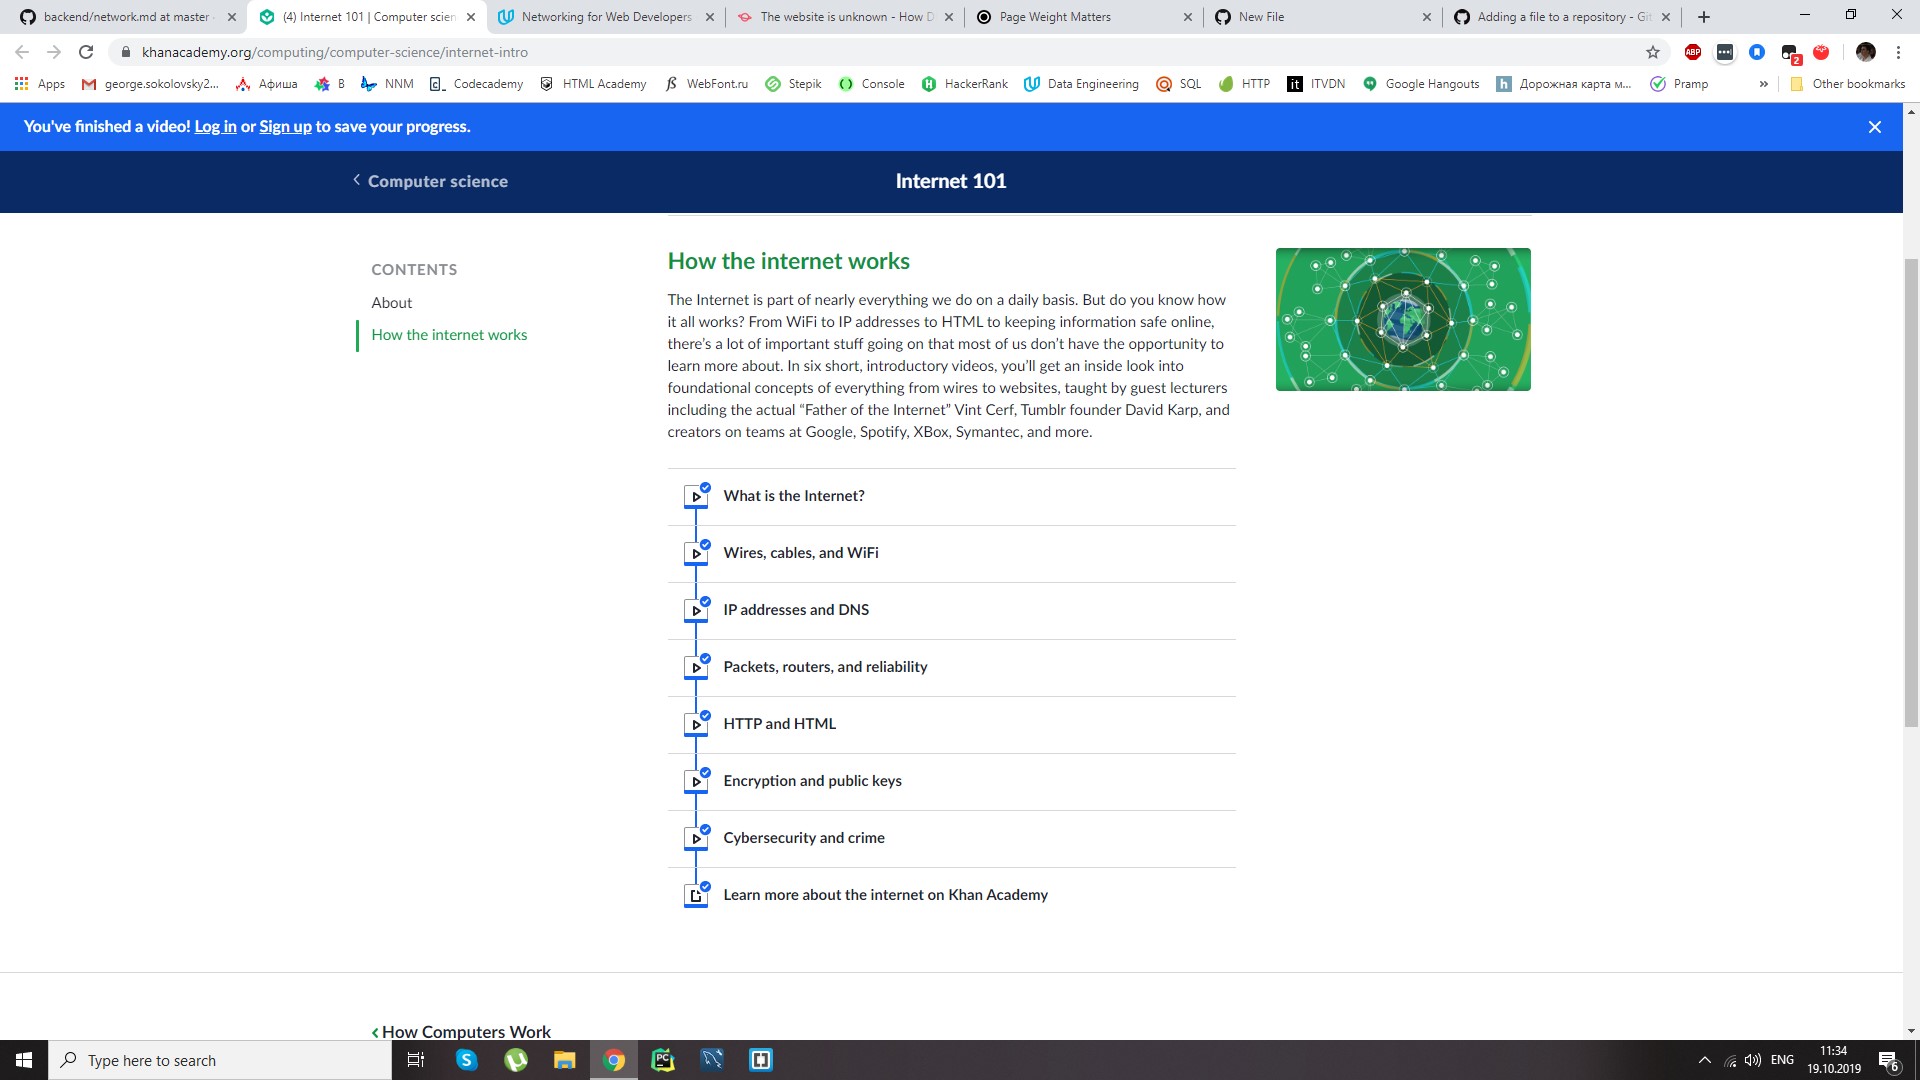 backend/network.md at master
(4) Internet 101 | Computer scien
Networking for Web Developers
The website is unknown - How D
Page Weight Matters
New File
Adding a file to a repository - Git
khanacademy.org/computing/computer-science/internet-intro
ABP
2
Apps
george.sokolovsky2...
Афиша
В
NNM
Codecademy
HTML Academy
WebFont.ru
Stepik
Console
HackerRank
Data Engineering
SQL
HTTP
it
ITVDN
Google Hangouts
h
Дорожная карта м...
Pramp
»
Other bookmarks
You've finished a video! Log in or Sign up to save your progress.
Computer science
Internet 101
CONTENTS
About
How the internet works
How the internet works
The Internet is part of nearly everything we do on a daily basis. But do you know how
it all works? From WiFi to IP addresses to HTML to keeping information safe online,
there's a lot of important stuff going on that most of us don't have the opportunity to
learn more about. In six short, introductory videos, you'll get an inside look into
foundational concepts of everything from wires to websites, taught by guest lecturers
including the actual “Father of the Internet” Vint Cerf, Tumblr founder David Karp, and
creators on teams at Google, Spotify, XBox, Symantec, and more.
What is the Internet?
Wires, cables, and WiFi
IP addresses and DNS
Packets, routers, and reliability
HTTP and HTML
Encryption and public keys
Cybersecurity and crime
Learn more about the internet on Khan Academy
How Computers Work
Type here to search
S
PC
ENG
11:34
19.10.2019
6